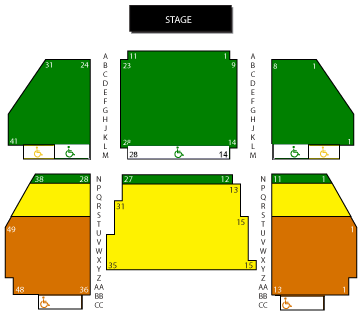 STAGE
A 11 1 A
31 24 B 23 9 B 8 1
C C
D D
E E
F F
G G
H H
J J
41 K 28 14 K 1
L L
M 28 14 M
38 28 N 27 12 N 11 1
P 13 P
Q Q
R 31 R
S S
49 T 15 T 1
U U
V V
W W
X X
Y 35 15 Y
Z Z
48 36 AA AA 13 1
BB BB
CC CC